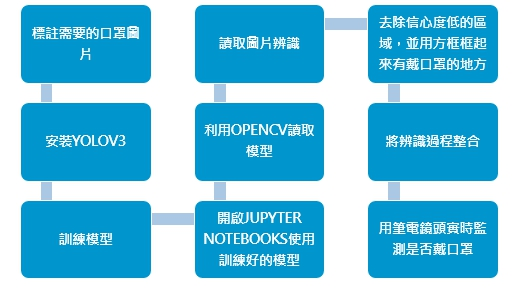 標註需要的口罩圖
片
安裝YOLOV3
訓練模型
開啟JUPYTER
NOTEBOOKS使用
訓練好的模型
利用OPENCV讀取
模型
讀取圖片辨識
去除信心度低的區
域，並用方框框起
來有戴口罩的地方
將辨識過程整合
用筆電鏡頭實時監
測是否戴口罩